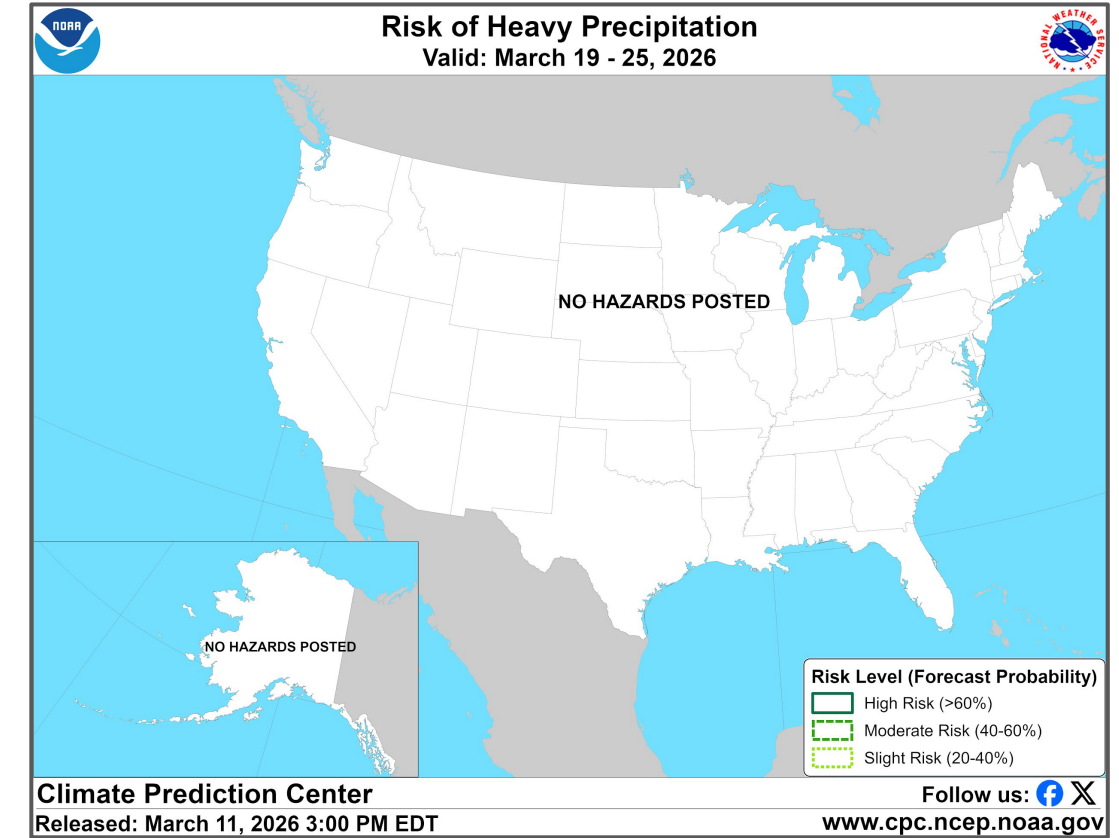 NOAA
Risk of Heavy Precipitation
Valid: March 19 - 25, 2026
NATIONAL WEATHER SERVICE
NO HAZARDS POSTED
NO HAZARDS POSTED
Risk Level (Forecast Probability)
High Risk (>60%)
Moderate Risk (40-60%)
Slight Risk (20-40%)
Climate Prediction Center
Follow us:
Released: March 11, 2026 3:00 PM EDT
www.cpc.ncep.noaa.gov